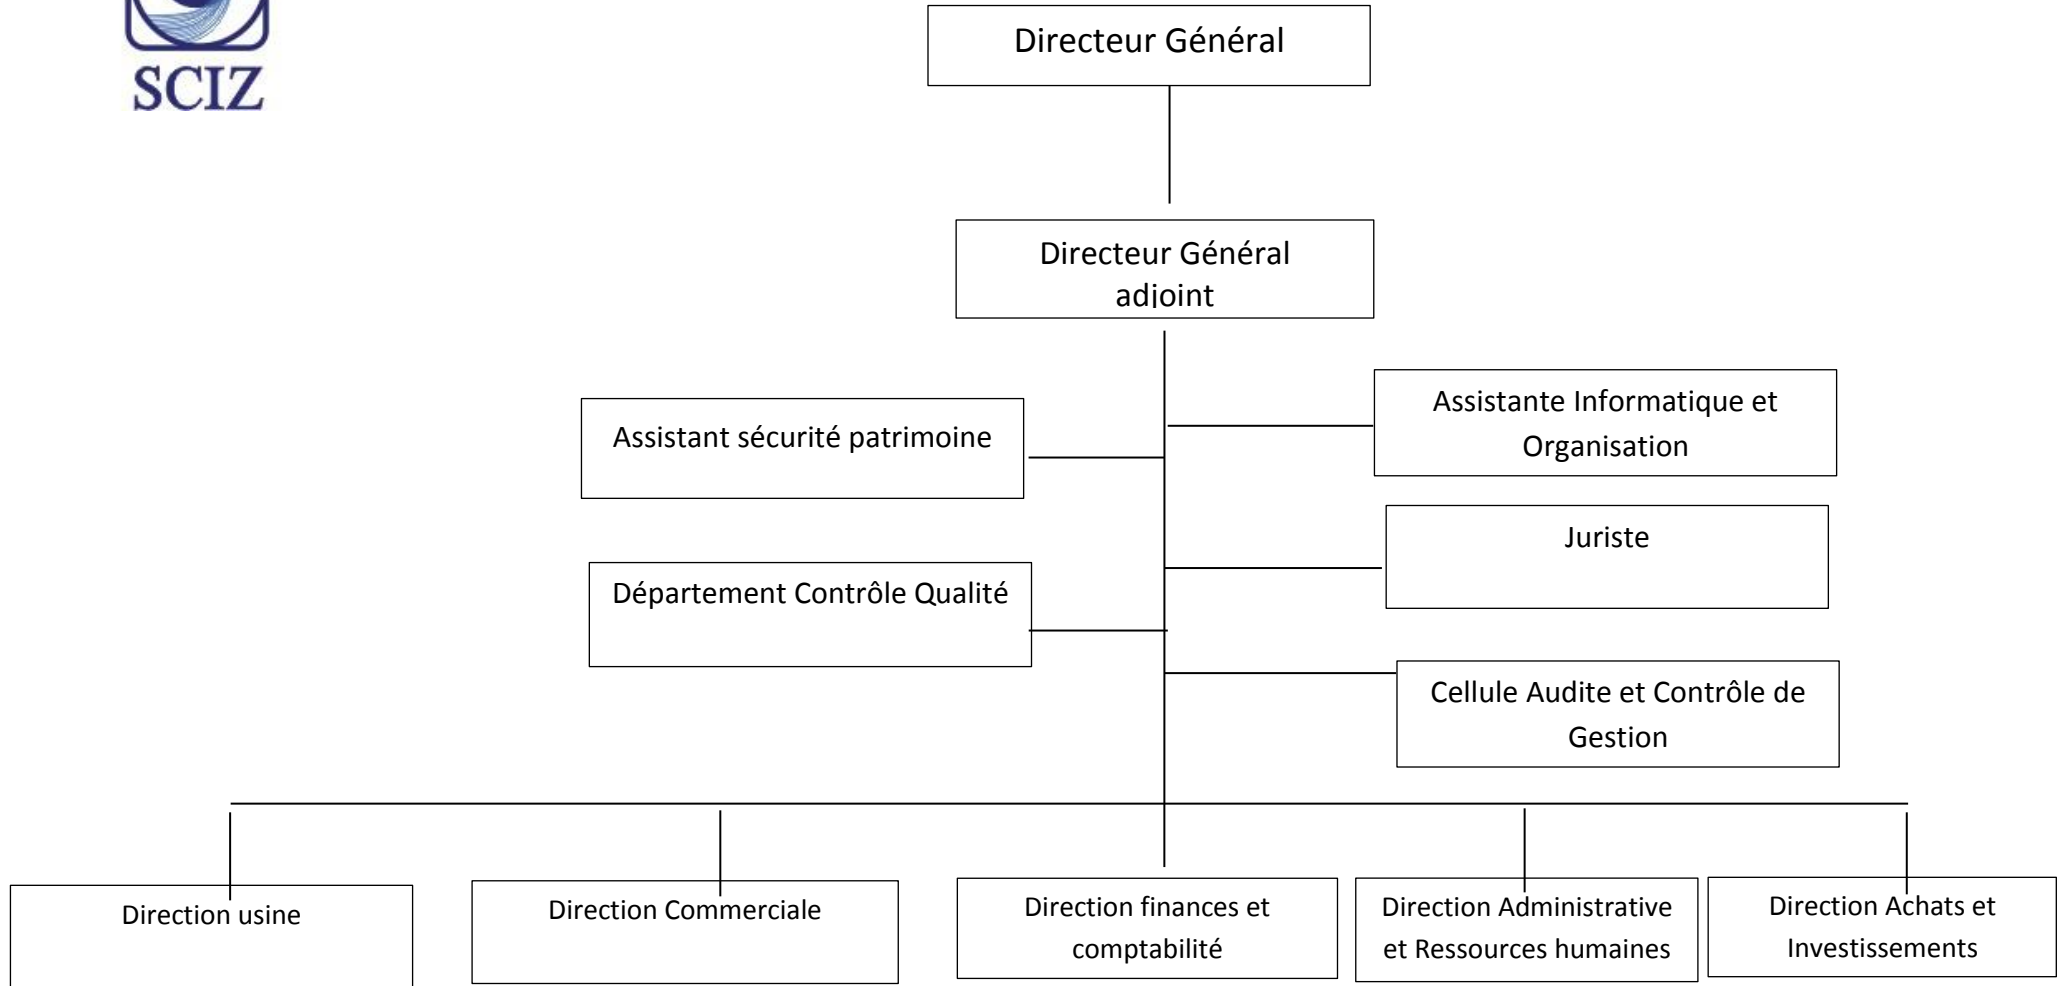 SCIZ
Directeur Général
Directeur Général
adjoint
Assistante Informatique et
Organisation
Assistant sécurité patrimoine
Juriste
Département Contrôle Qualité
Cellule Audite et Contrôle de
Gestion
Direction usine
Direction Commerciale
Direction finances et
comptabilité
Direction Administrative
et Ressources humaines
Direction Achats et
Investissements